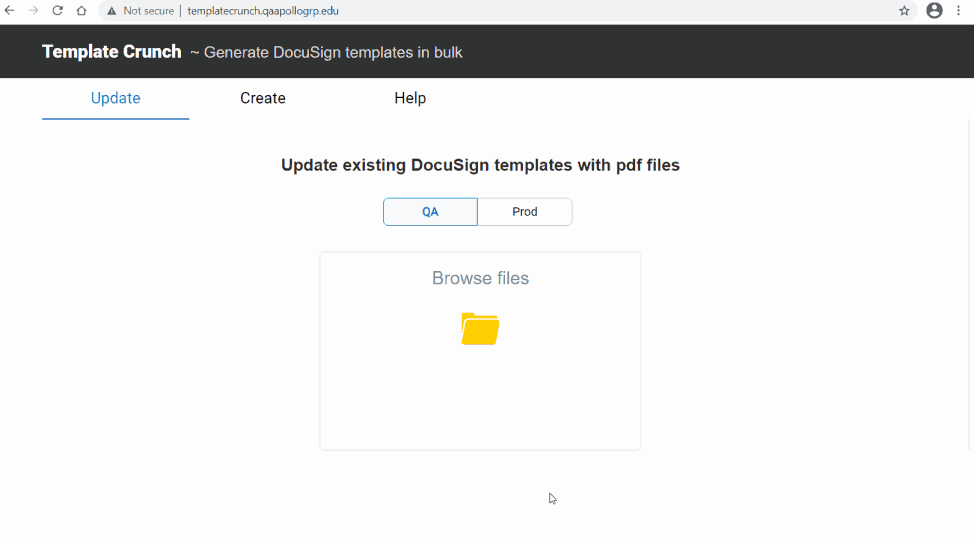 Not secure | templatecrunch.qaapollogrp.edu
Template Crunch ~ Generate DocuSign templates in bulk
Update Create Help
Update existing DocuSign templates with pdf files
QA Prod
Browse files